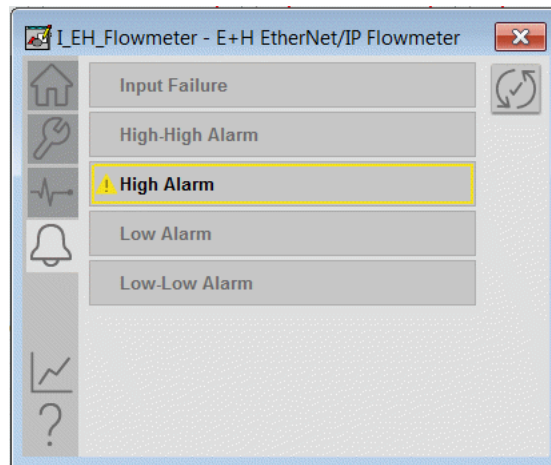 I_EH_Flowmeter - E+H EtherNet/IP Flowmeter
Input Failure
High-High Alarm
High Alarm
Low Alarm
Low-Low Alarm
?